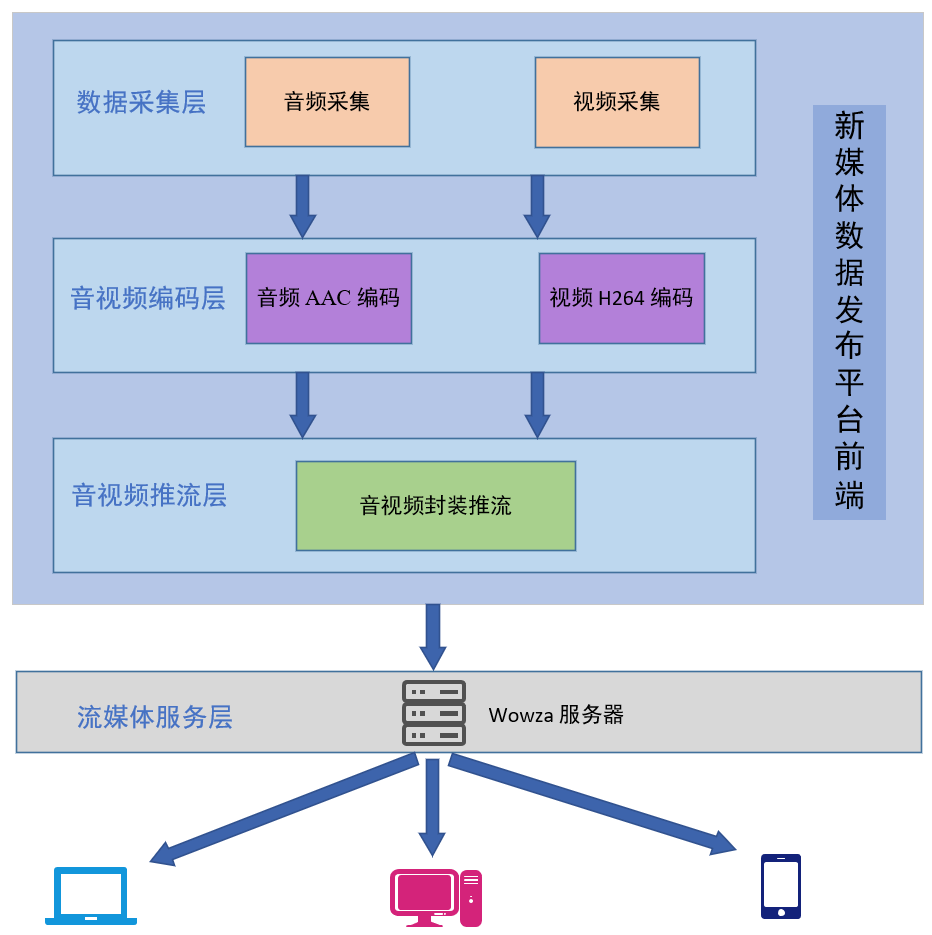 数据采集层
音频采集
视频采集
音视频编码层
音频 AAC 编码
视频 H264 编码
音视频推流层
音视频封装推流
新媒体数据发布平台前端
流媒体服务层
Wowza 服务器